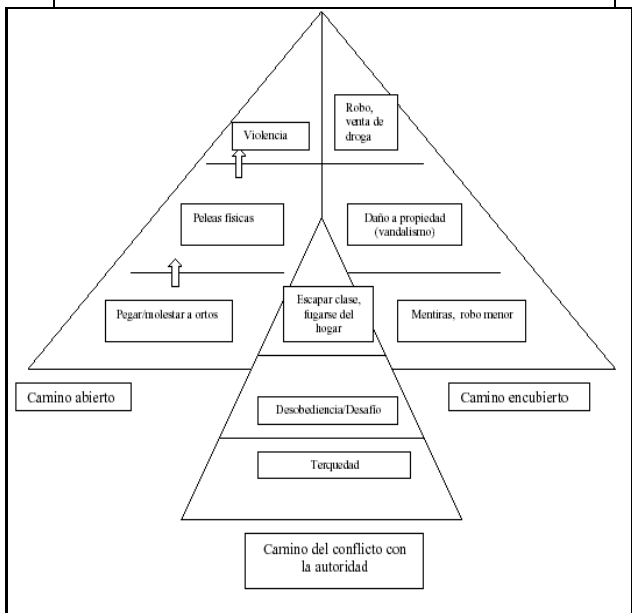 Robo,
venta de
droga
Violencia
Peleas físicas
Daño a propiedad
(vandalismo)
Pegar/molestar a ortos
Escapar clase,
fugarse del
hogar
Mentiras, robo menor
Camino abierto
Camino encubierto
Desobediencia/Desafío
Terquedad
Camino del conflicto con
la autoridad